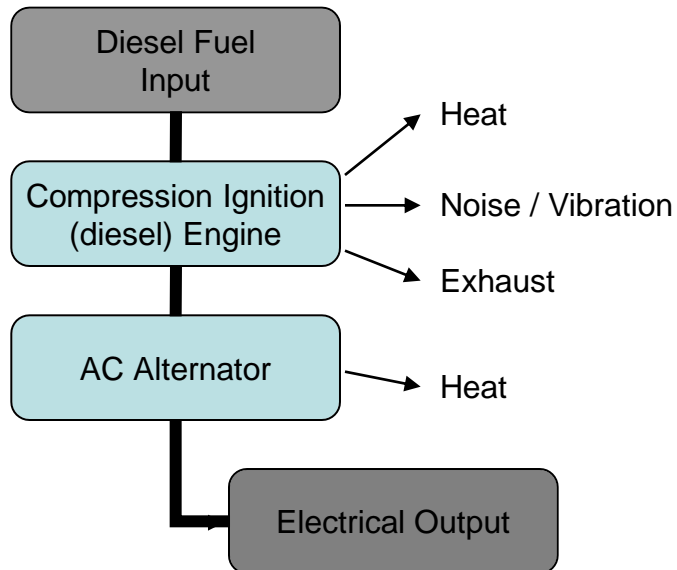 Diesel Fuel
Input
Heat
Compression Ignition
(diesel) Engine
Noise / Vibration
Exhaust
AC Alternator
Heat
Electrical Output